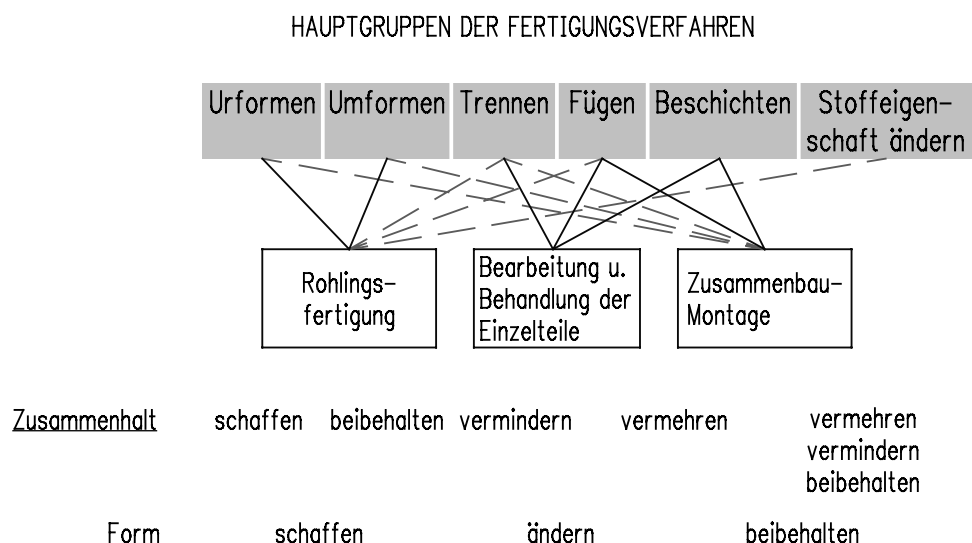 HAUPTGRUPPEN DER FERTIGUNGSVERFAHREN
Urformen Umformen Trennen Fügen Beschichten Stoffeigen-
schaft ändern
Rohlings-
fertigung
Bearbeitung u.
Behandlung der
Einzelteile
Zusammenbau-
Montage
Zusammenhalt schaffen beibehalten vermindern vermehren vermehren
vermindern
beibehalten
Form schaffen ändern beibehalten